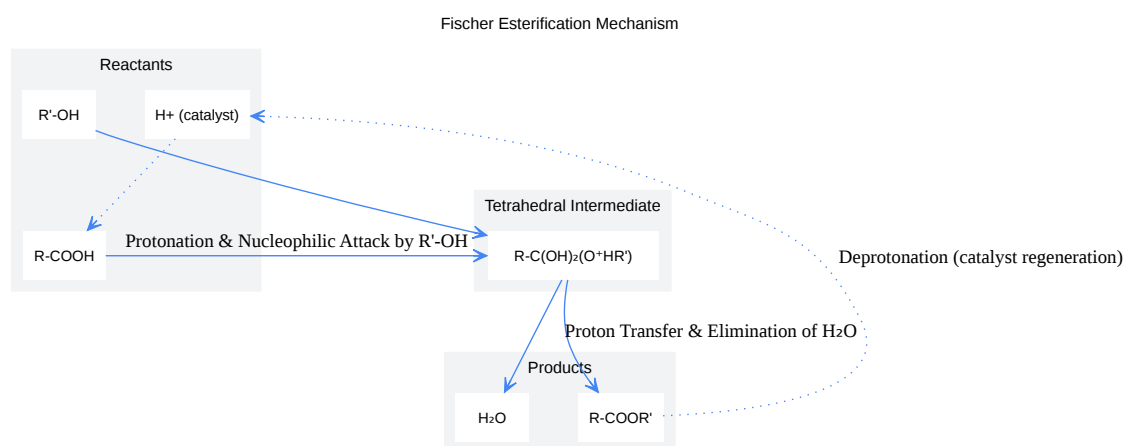 Fischer Esterification Mechanism
Reactants
R'-OH
H+ (catalyst)
Tetrahedral Intermediate
Protonation & Nucleophilic Attack by R'-OH
R-COOH
R-C(OH)₂(O⁺HR')
Deprotonation (catalyst regeneration)
Proton Transfer & Elimination of H₂O
Products
H₂O
R-COOR'